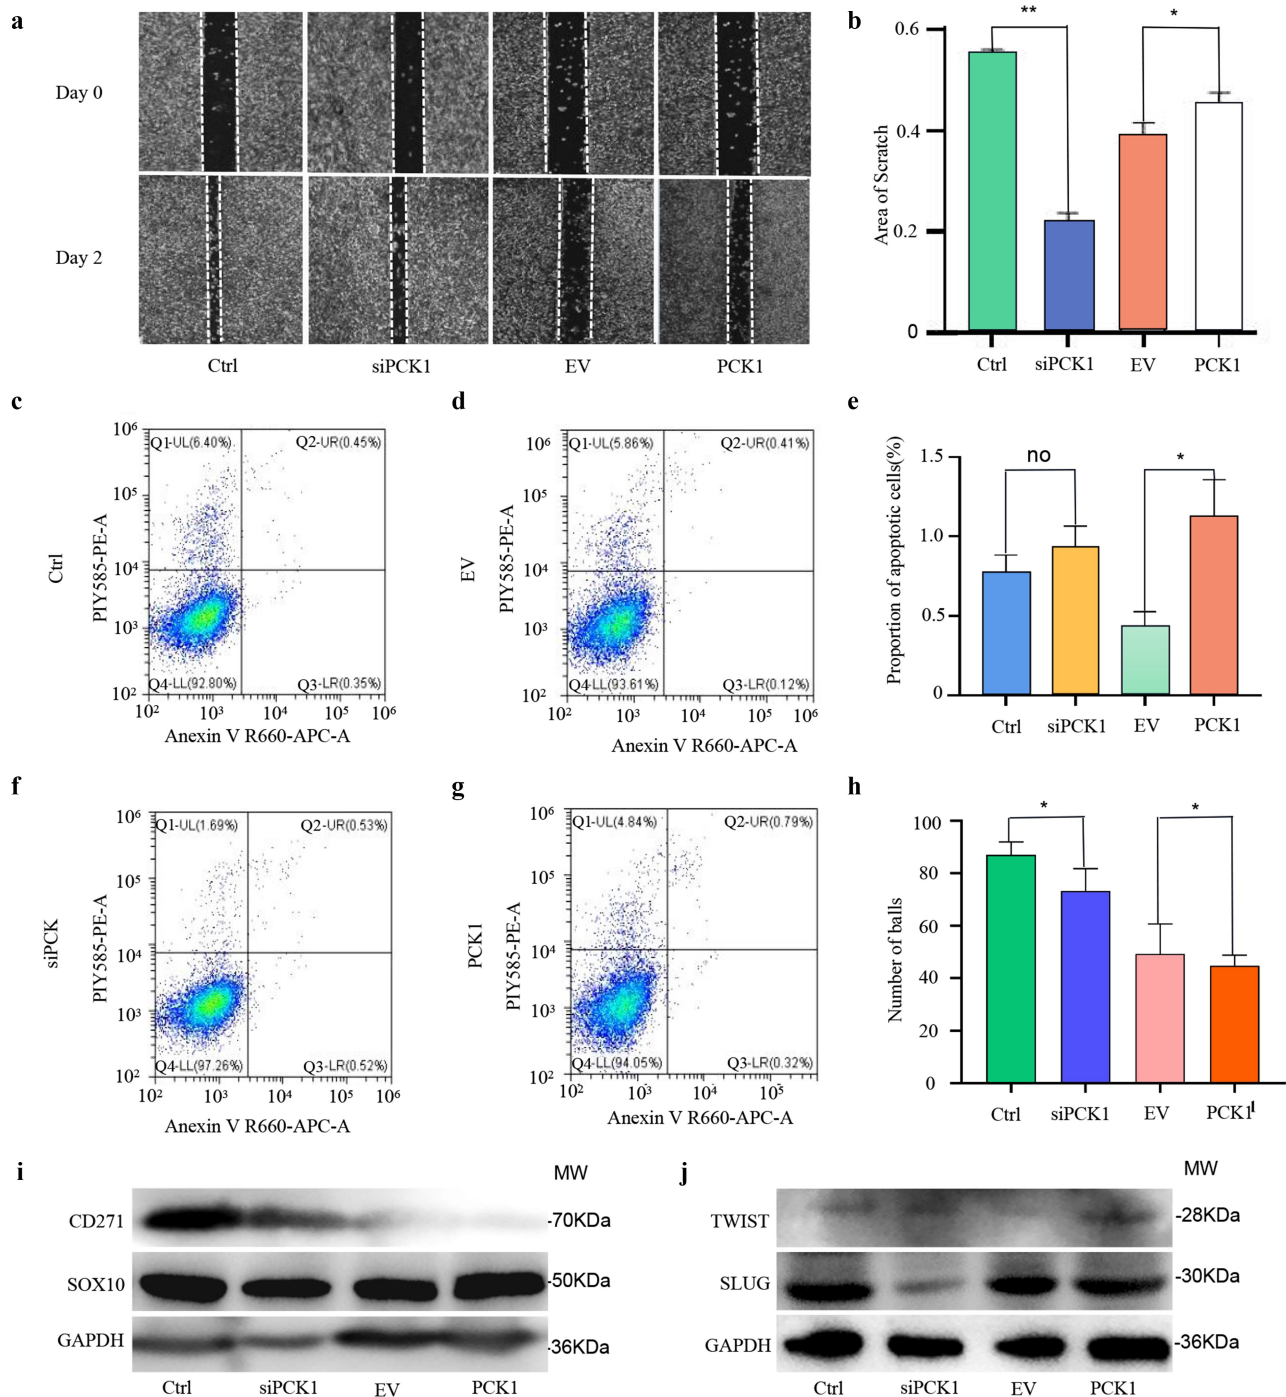 a
Day 0
Day 2
Ctrl siPCK1 EV PCK1
b
** *
Area of Scratch
0.6
0.4
0.2
0
Ctrl siPCK1 EV PCK1
c
Ctrl
PIY585-PE-A
Q1-UL(6.40%) Q2-UR(0.45%)
Q4-LL(92.80%) Q3-LR(0.35%)
10⁶
10⁵
10⁴
10³
10²
10² 10³ 10⁴ 10⁵ 10⁶
Anexin V R660-APC-A
d
EV
PIY585-PE-A
Q1-UL(5.86%) Q2-UR(0.41%)
Q4-LL(93.61%) Q3-LR(0.12%)
10⁶
10⁵
10⁴
10³
10²
10² 10³ 10⁴ 10⁵ 10⁶
Anexin V R660-APC-A
e
no *
Proportion of apoptotic cells(%)
1.5
1.0
0.5
0
Ctrl siPCK1 EV PCK1
f
siPCK
PIY585-PE-A
Q1-UL(1.69%) Q2-UR(0.53%)
Q4-LL(97.26%) Q3-LR(0.52%)
10⁶
10⁵
10⁴
10³
10²
10² 10³ 10⁴ 10⁵ 10⁶
Anexin V R660-APC-A
g
PCK1
PIY585-PE-A
Q1-UL(4.84%) Q2-UR(0.79%)
Q4-LL(94.05%) Q3-LR(0.32%)
10⁶
10⁵
10⁴
10³
10²
10² 10³ 10⁴ 10⁵
Anexin V R660-APC-A
h
* *
Number of balls
100
80
60
40
20
0
Ctrl siPCK1 EV PCK1
i
MW
CD271 -70KDa
SOX10 -50KDa
GAPDH -36KDa
Ctrl siPCK1 EV PCK1
j
MW
TWIST -28KDa
SLUG -30KDa
GAPDH -36KDa
Ctrl siPCK1 EV PCK1